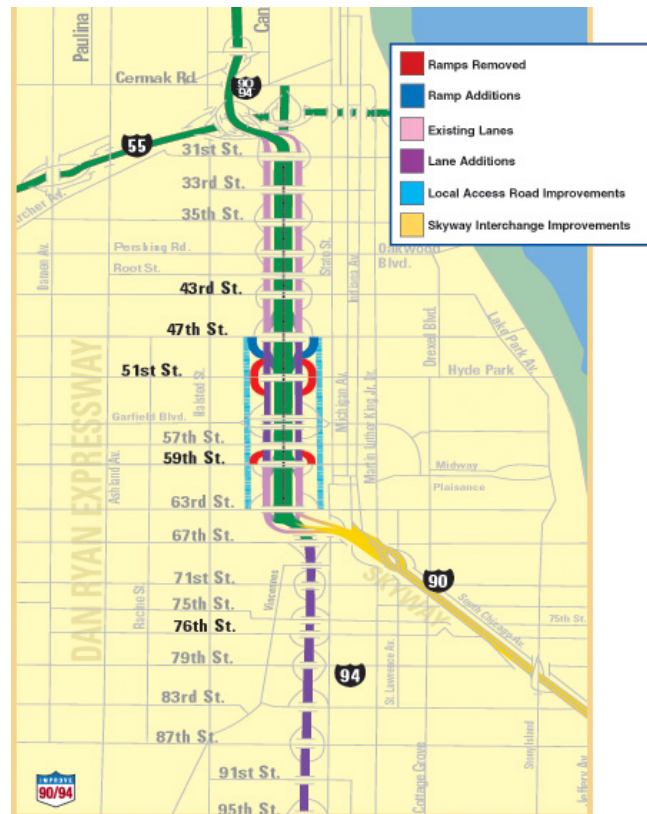 Paulina
Can
Cermak Rd.
90
94
55
Archer Av.
31st St.
33rd St.
35th St.
Pershing Rd.
Root St.
43rd St.
47th St.
51st St.
Garfield Blvd.
57th St.
59th St.
63rd St.
67th St.
71st St.
75th St.
76th St.
79th St.
83rd St.
87th St.
91st St.
95th St.
Damen Av.
Ashland Av.
Racine St.
Halsted St.
Vincennes
State St.
Indiana Av.
Michigan Av.
Martin Luther King Jr. Dr.
Drexel Blvd.
Oakwood
Blvd.
Lake Park Av.
Hyde Park
Midway
Plaisance
DAN RYAN EXPRESSWAY
SKYWAY
90
South Chicago Av.
75th St.
94
St. Lawrence Av.
Cottage Grove
Stony Island
Jeffery Av.
Ramps Removed
Ramp Additions
Existing Lanes
Lane Additions
Local Access Road Improvements
Skyway Interchange Improvements
IMPROVE
90/94